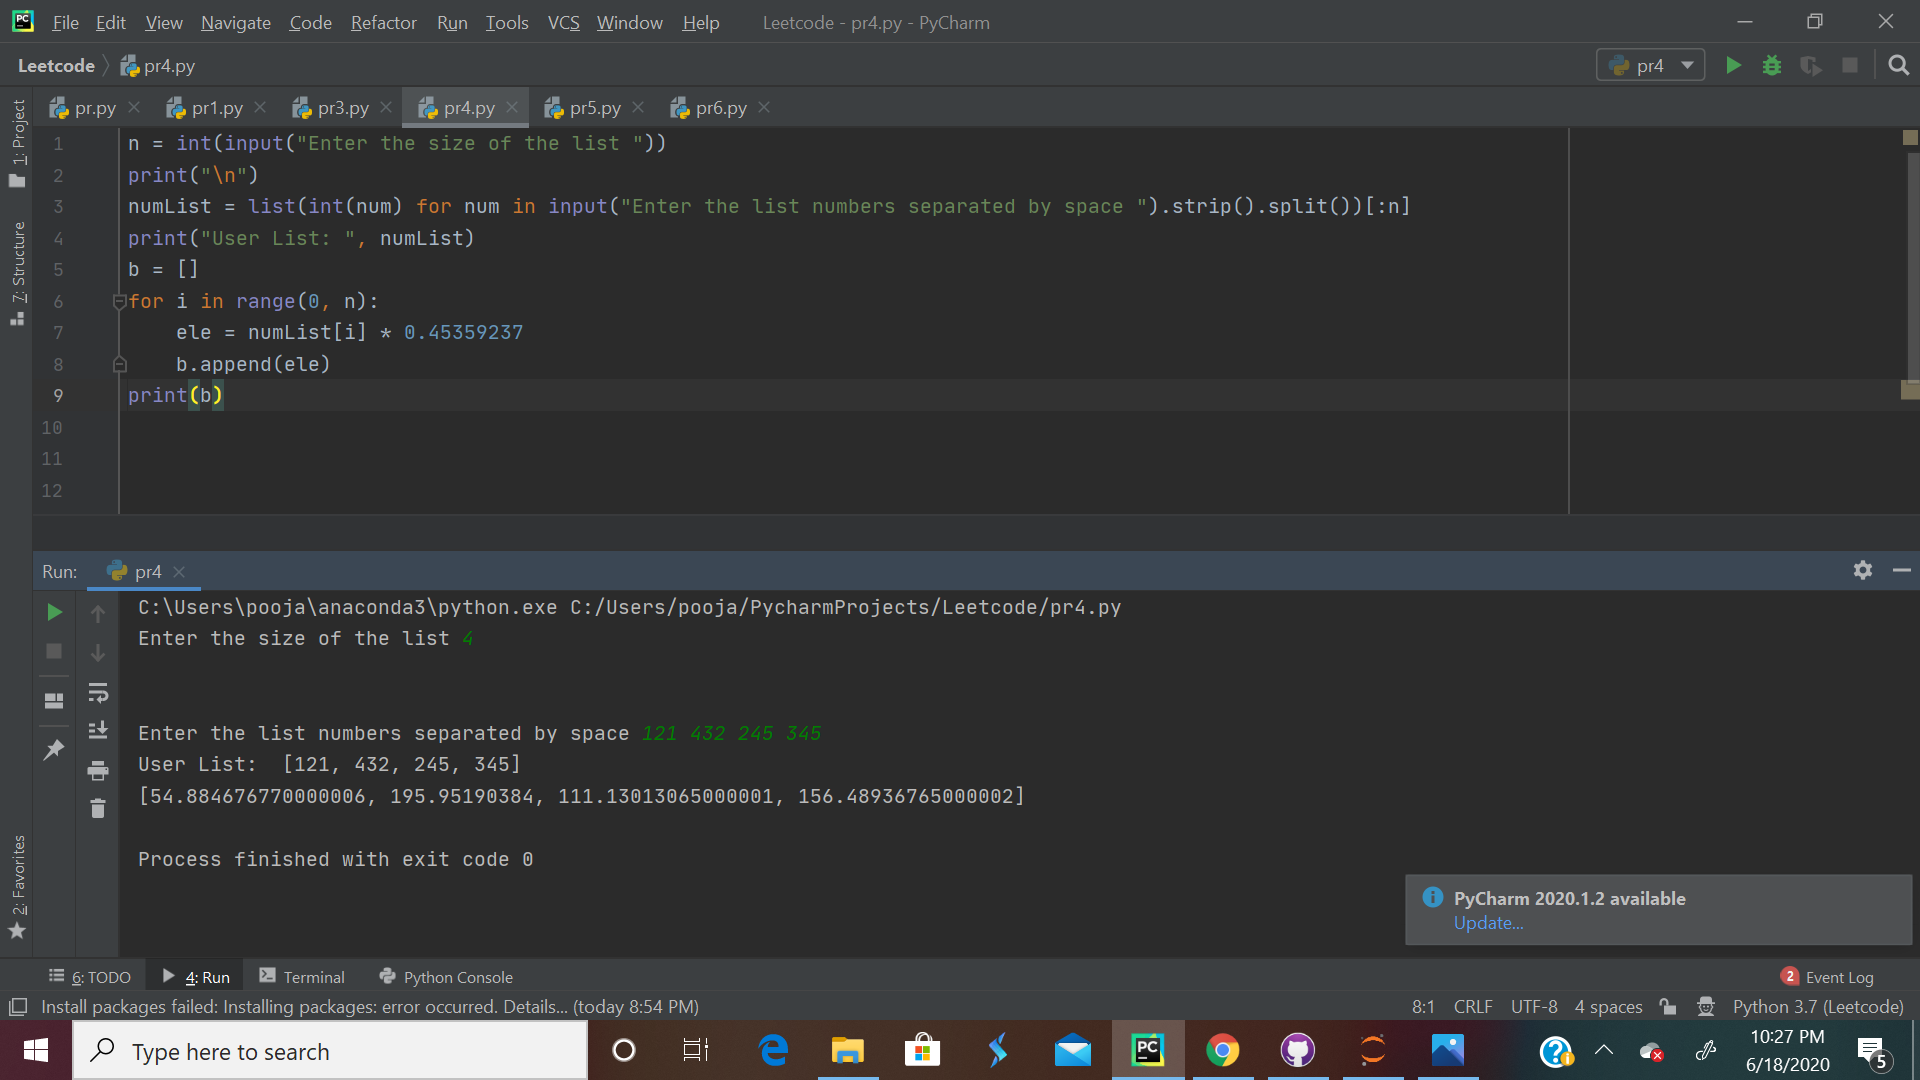 PC File Edit View Navigate Code Refactor Run Tools VCS Window Help Leetcode - pr4.py - PyCharm
Leetcode pr4.py pr4
pr.py pr1.py pr3.py pr4.py pr5.py pr6.py
1: Project
7: Structure
2: Favorites
1 n = int(input("Enter the size of the list "))
2 print("\n")
3 numList = list(int(num) for num in input("Enter the list numbers separated by space ").strip().split())[:n]
4 print("User List: ", numList)
5 b = []
6 for i in range(0, n):
7 ele = numList[i] * 0.45359237
8 b.append(ele)
9 print(b)
10
11
12
Run: pr4
C:\Users\pooja\anaconda3\python.exe C:/Users/pooja/PycharmProjects/Leetcode/pr4.py
Enter the size of the list 4
Enter the list numbers separated by space 121 432 245 345
User List:  [121, 432, 245, 345]
[54.884676770000006, 195.95190384, 111.13013065000001, 156.48936765000002]
Process finished with exit code 0
PyCharm 2020.1.2 available
Update...
6: TODO 4: Run Terminal Python Console 2 Event Log
Install packages failed: Installing packages: error occurred. Details... (today 8:54 PM) 8:1 CRLF UTF-8 4 spaces Python 3.7 (Leetcode)
Type here to search PC 10:27 PM
6/18/2020 5